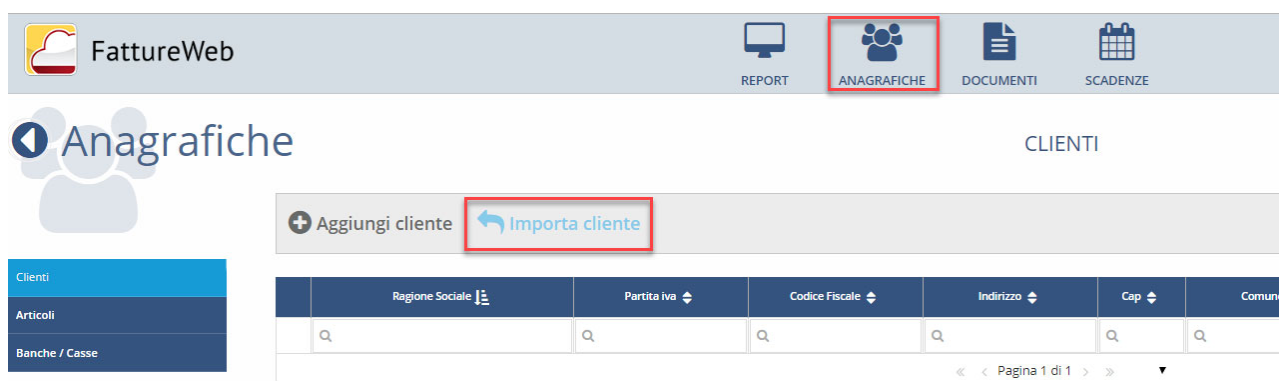 FattureWeb
REPORT
ANAGRAFICHE
DOCUMENTI
SCADENZE
Anagrafiche
CLIENTI
Aggiungi cliente
Importa cliente
Clienti
Articoli
Banche / Casse
Ragione Sociale
Partita iva
Codice Fiscale
Indirizzo
Cap
Comun
« < Pagina 1 di 1 > »